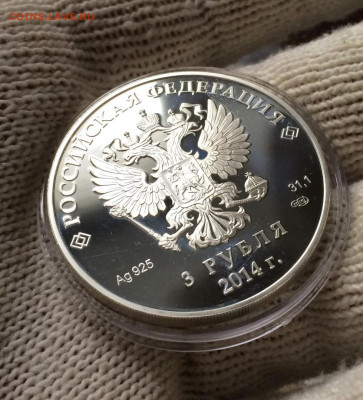 РОССИЙСКАЯ ФЕДЕРАЦИЯ
Ag 925
31,1
3 РУБЛЯ
2014 г.